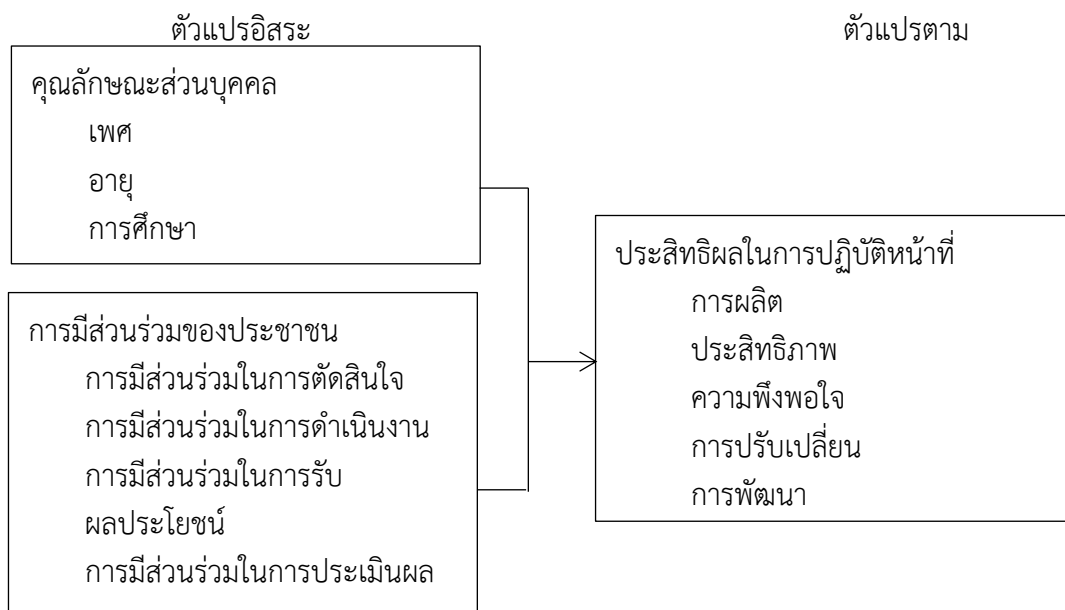 ตัวแปรอิสระ
ตัวแปรตาม
คุณลักษณะส่วนบุคคล
เพศ
อายุ
การศึกษา
การมีส่วนร่วมของประชาชน
การมีส่วนร่วมในการตัดสินใจ
การมีส่วนร่วมในการดำเนินงาน
การมีส่วนร่วมในการรับ
ผลประโยชน์
การมีส่วนร่วมในการประเมินผล
ประสิทธิผลในการปฏิบัติหน้าที่
การผลิต
ประสิทธิภาพ
ความพึงพอใจ
การปรับเปลี่ยน
การพัฒนา